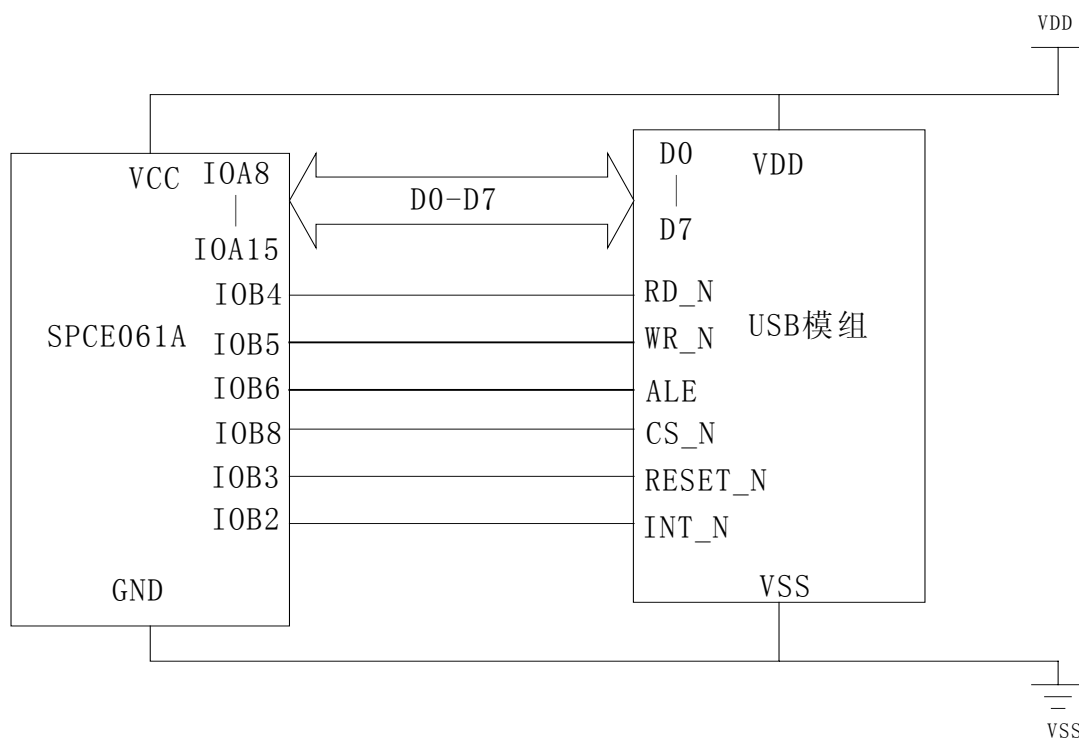 VDD
VCC
IOA8
IOA15
IOB4
IOB5
IOB6
IOB8
IOB3
IOB2
SPCE061A
GND
D0-D7
D0
D7
VDD
RD_N
WR_N
ALE
CS_N
RESET_N
INT_N
USB模组
VSS
VSS